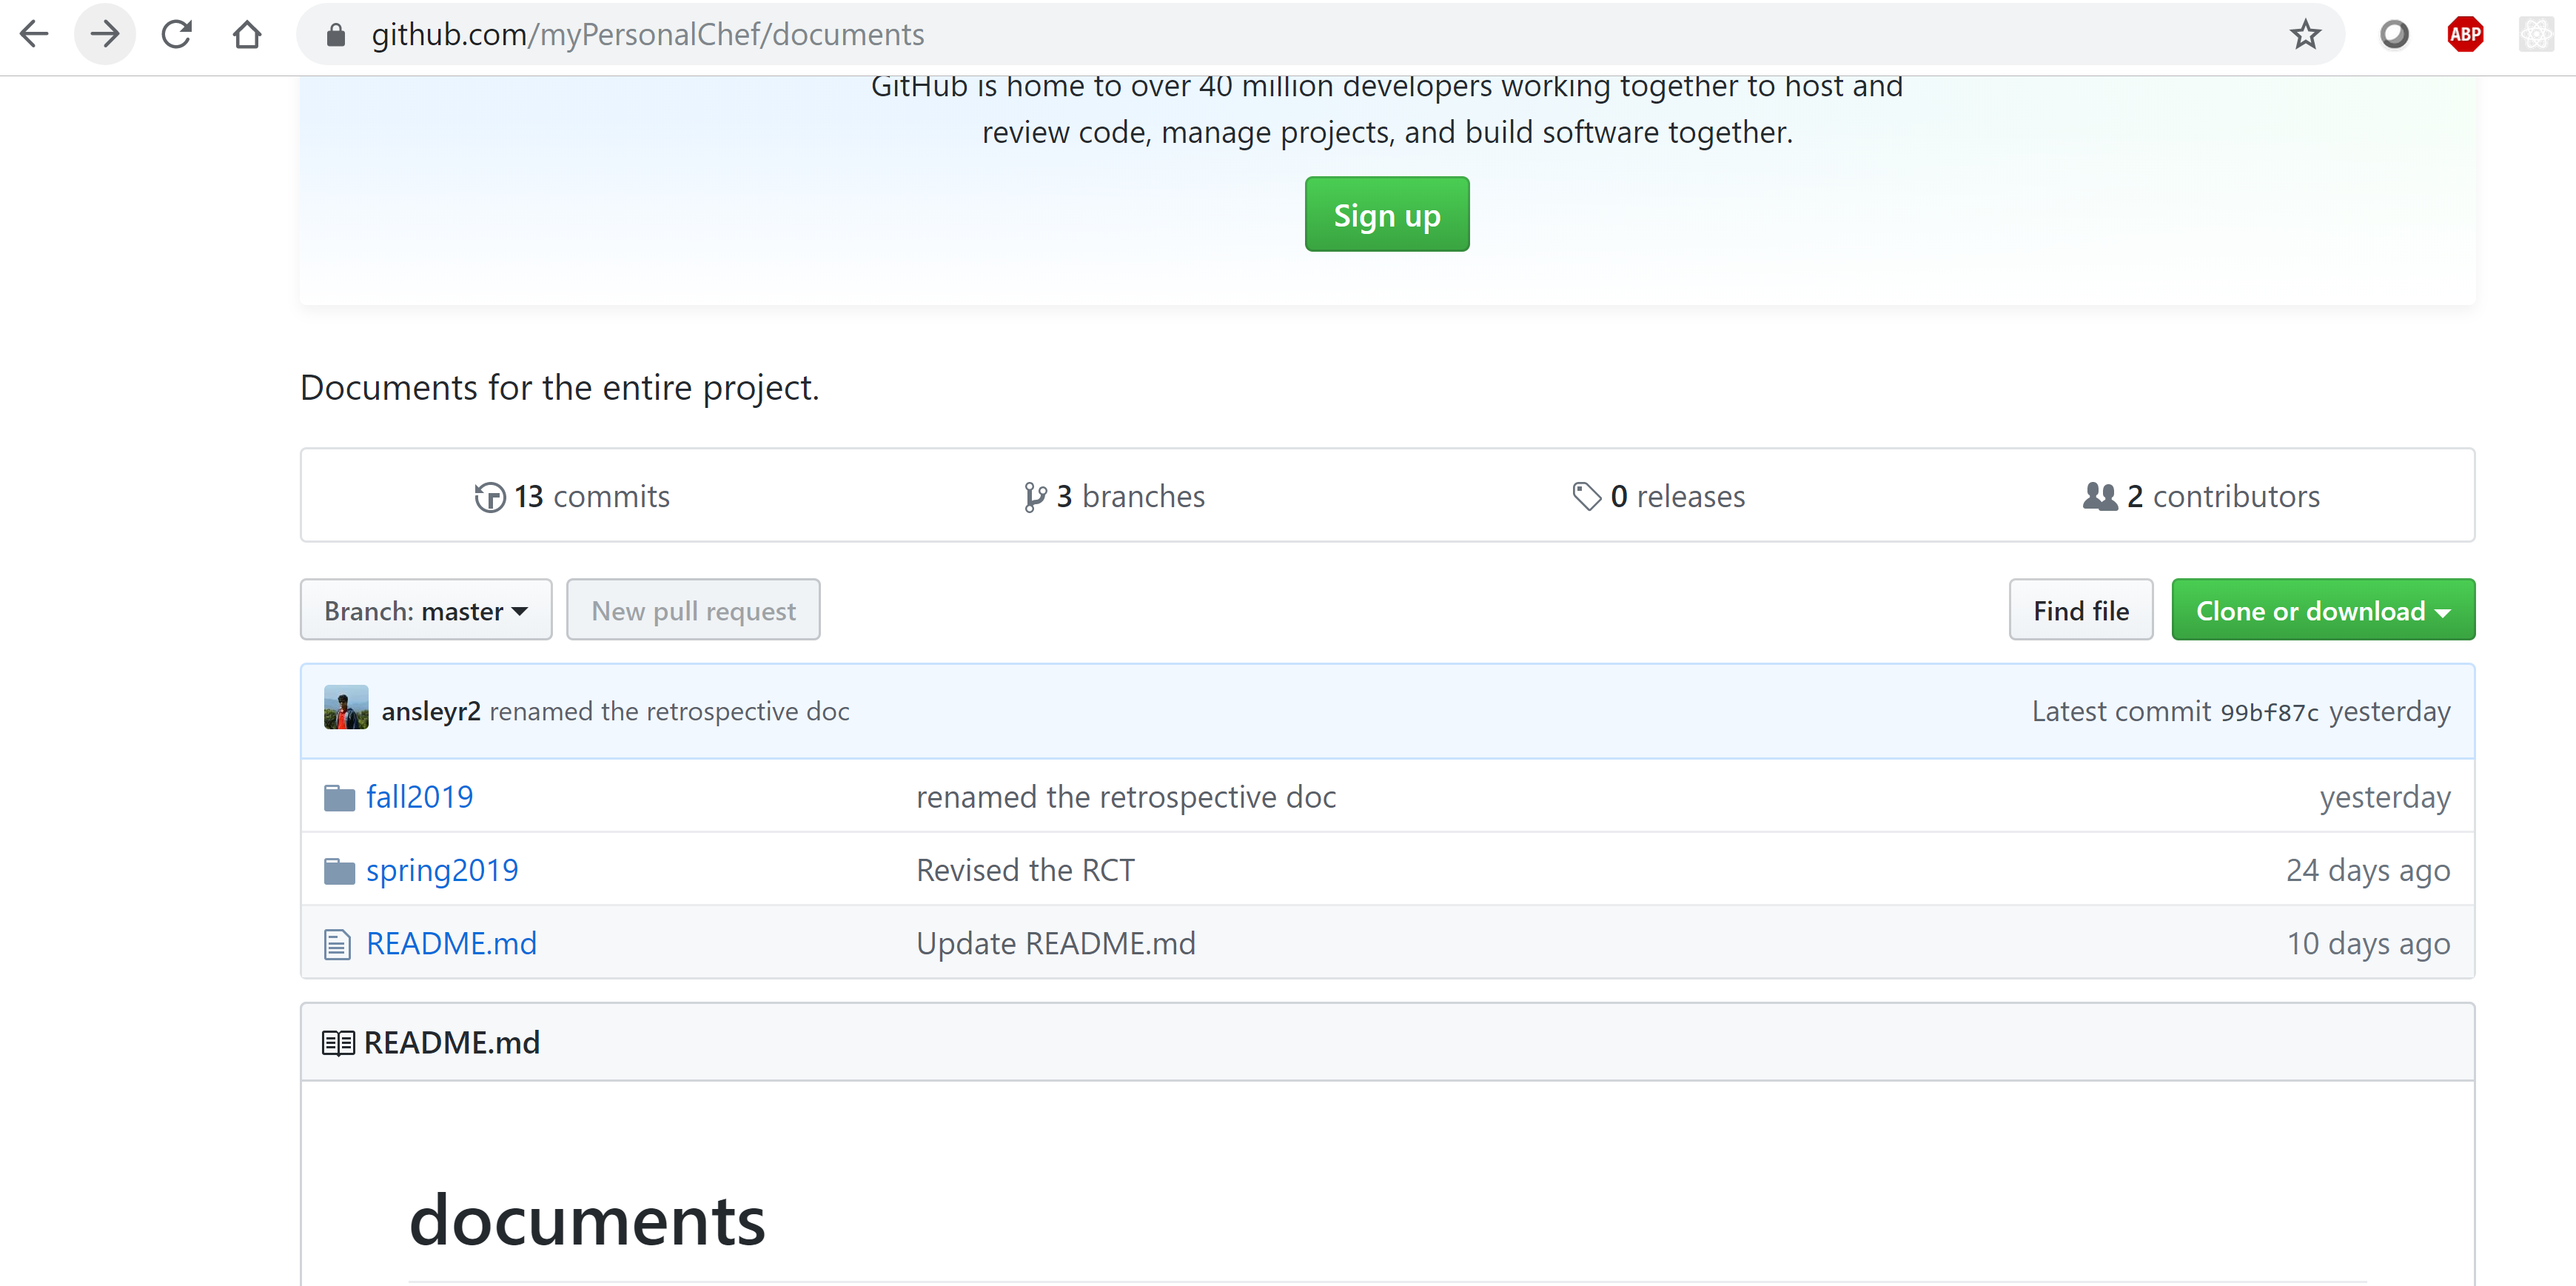 github.com/myPersonalChef/documents
ABP
GitHub is home to over 40 million developers working together to host and
review code, manage projects, and build software together.
Sign up
Documents for the entire project.
13 commits
3 branches
0 releases
2 contributors
Branch: master
New pull request
Find file
Clone or download
ansleyr2 renamed the retrospective doc
Latest commit 99bf87c yesterday
fall2019
renamed the retrospective doc
yesterday
spring2019
Revised the RCT
24 days ago
README.md
Update README.md
10 days ago
README.md
documents